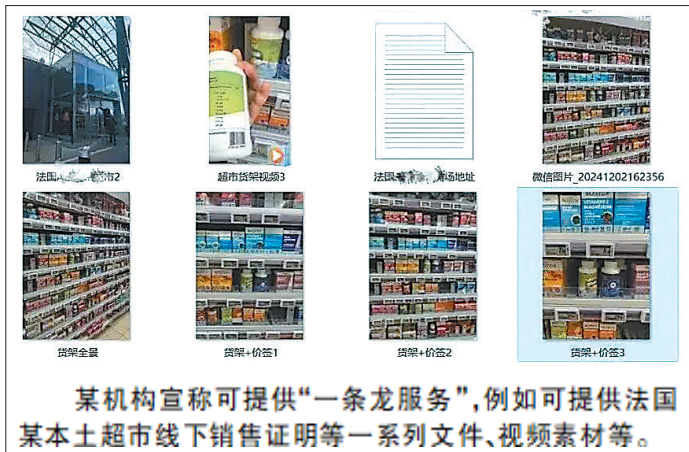 法国 市2
超市货架视频3
法国 场地址
微信图片_20241202162356
货架全景
货架+价签1
货架+价签2
货架+价签3
某机构宣称可提供“一条龙服务”,例如可提供法国
某本土超市线下销售证明等一系列文件、视频素材等。